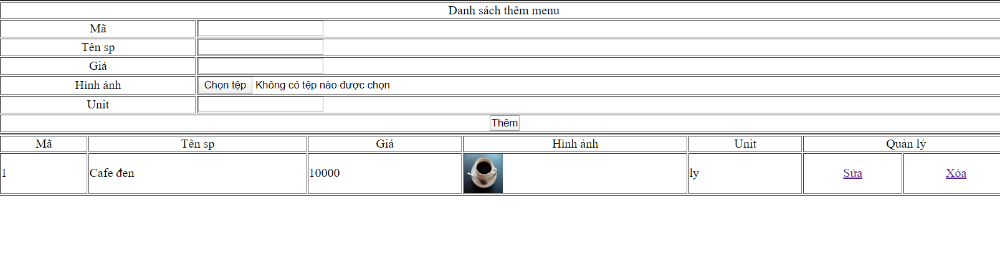 Danh sách thêm menu
Mã
Tên sp
Giá
Hình ảnh Chọn tệp Không có tệp nào được chọn
Unit
Thêm
Mã Tên sp Giá Hình ảnh Unit Quản lý
1 Cafe đen 10000 ly Sửa Xóa